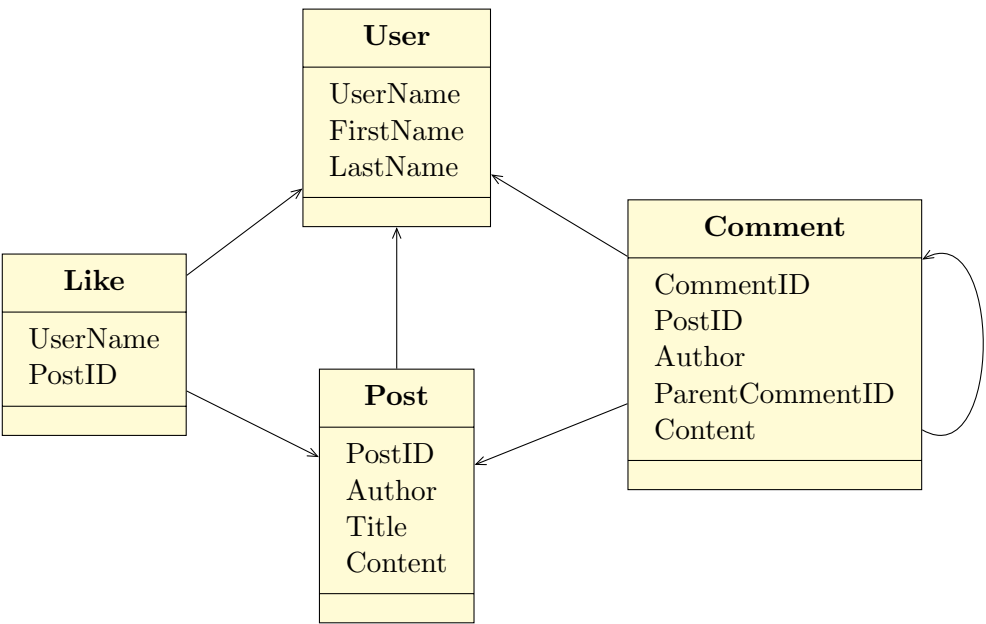 User
UserName
FirstName
LastName
Like
UserName
PostID
Post
PostID
Author
Title
Content
Comment
CommentID
PostID
Author
ParentCommentID
Content